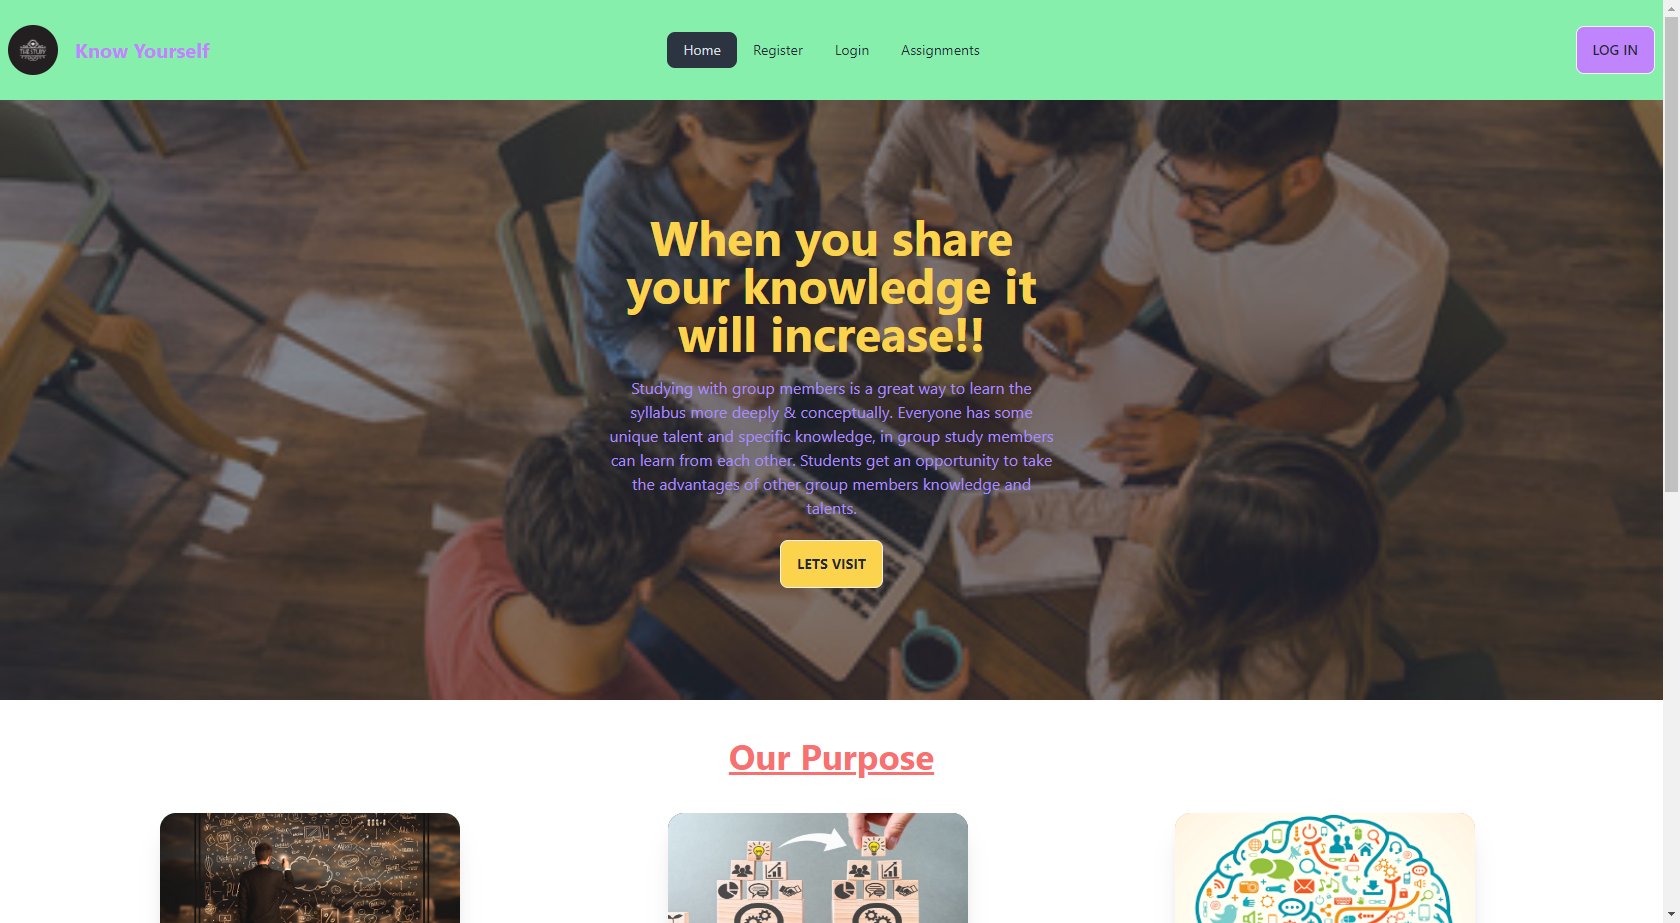 THE STUDY
Know Yourself
Home
Register
Login
Assignments
LOG IN
When you share
your knowledge it
will increase!!
Studying with group members is a great way to learn the
syllabus more deeply & conceptually. Everyone has some
unique talent and specific knowledge, in group study members
can learn from each other. Students get an opportunity to take
the advantages of other group members knowledge and
talents.
LETS VISIT
Our Purpose